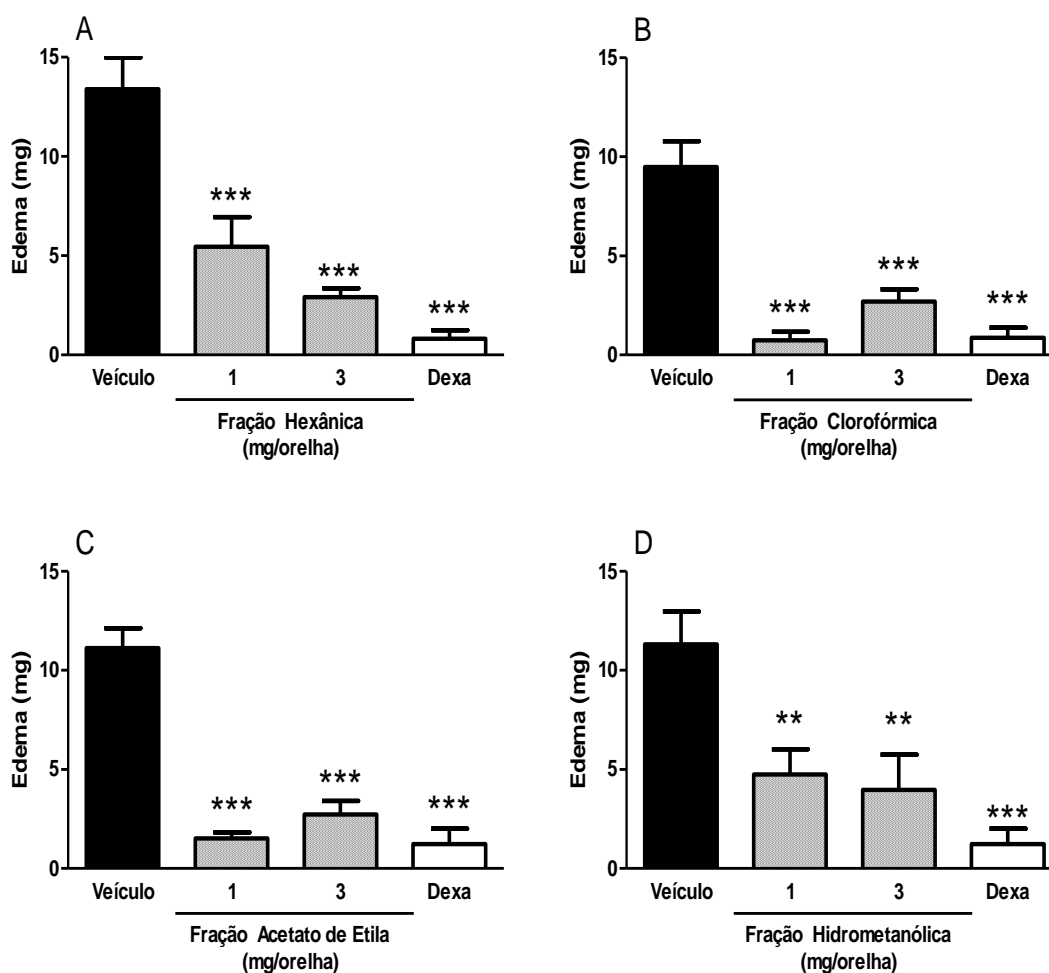 A
15
10
5
0
Edema (mg)
***
***
***
Veículo 1 3 Dexa
Fração Hexânica
(mg/orelha)
B
15
10
5
0
Edema (mg)
***
***
***
Veículo 1 3 Dexa
Fração Clorofórmica
(mg/orelha)
C
15
10
5
0
Edema (mg)
***
***
***
Veículo 1 3 Dexa
Fração Acetato de Etila
(mg/orelha)
D
15
10
5
0
Edema (mg)
**
**
***
Veículo 1 3 Dexa
Fração Hidrometanólica
(mg/orelha)